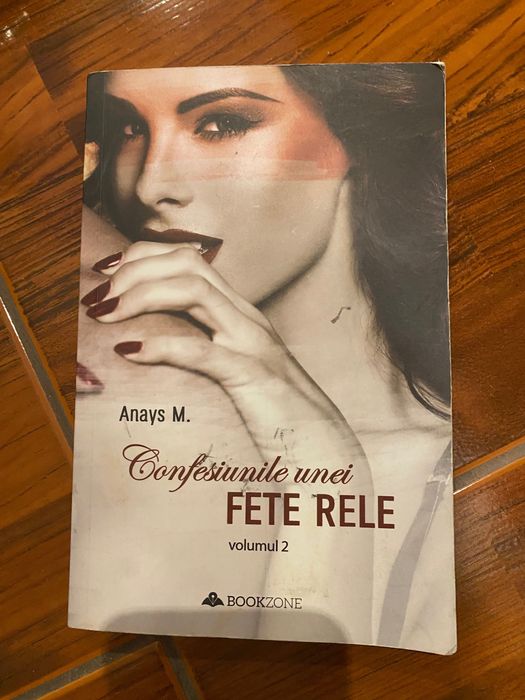 Anays M.
Confesiunile unei
FETE RELE
volumul 2
BOOKZONE